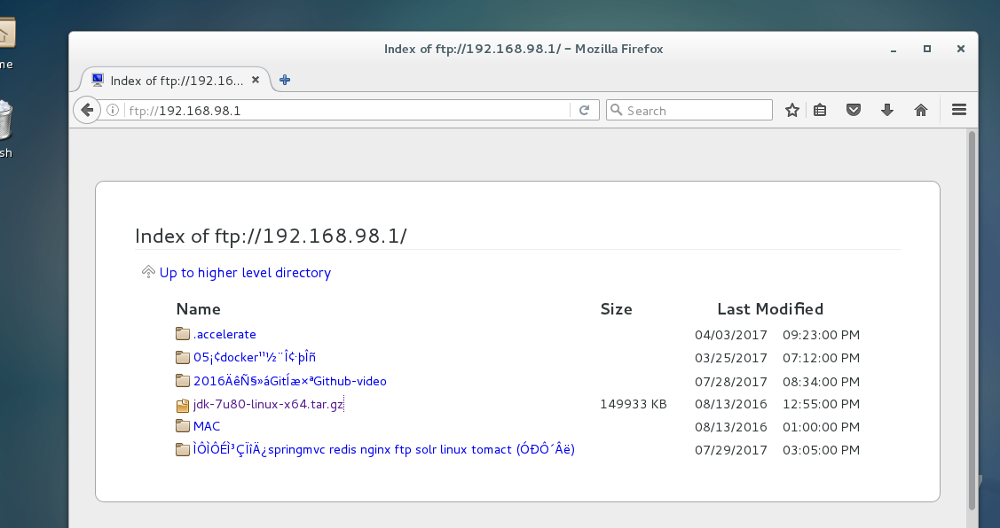 me
sh
Index of ftp://192.168.98.1/ – Mozilla Firefox
Index of ftp://192.16...
ftp://192.168.98.1
Search
Index of ftp://192.168.98.1/
Up to higher level directory
Name Size Last Modified
.accelerate 04/03/2017 09:23:00 PM
05¡¢docker¹¹½¨Î¢·þÎñ 03/25/2017 07:12:00 PM
2016ÄêÑ§»áGitÍæ×ªGithub-video 07/28/2017 08:34:00 PM
jdk-7u80-linux-x64.tar.gz 149933 KB 08/13/2016 12:55:00 PM
MAC 08/13/2016 01:00:00 PM
ÌÔÌÔÉÌ³ÇÏîÄ¿springmvc redis nginx ftp solr linux tomact (ÓÐÔ´Âë) 07/29/2017 03:05:00 PM